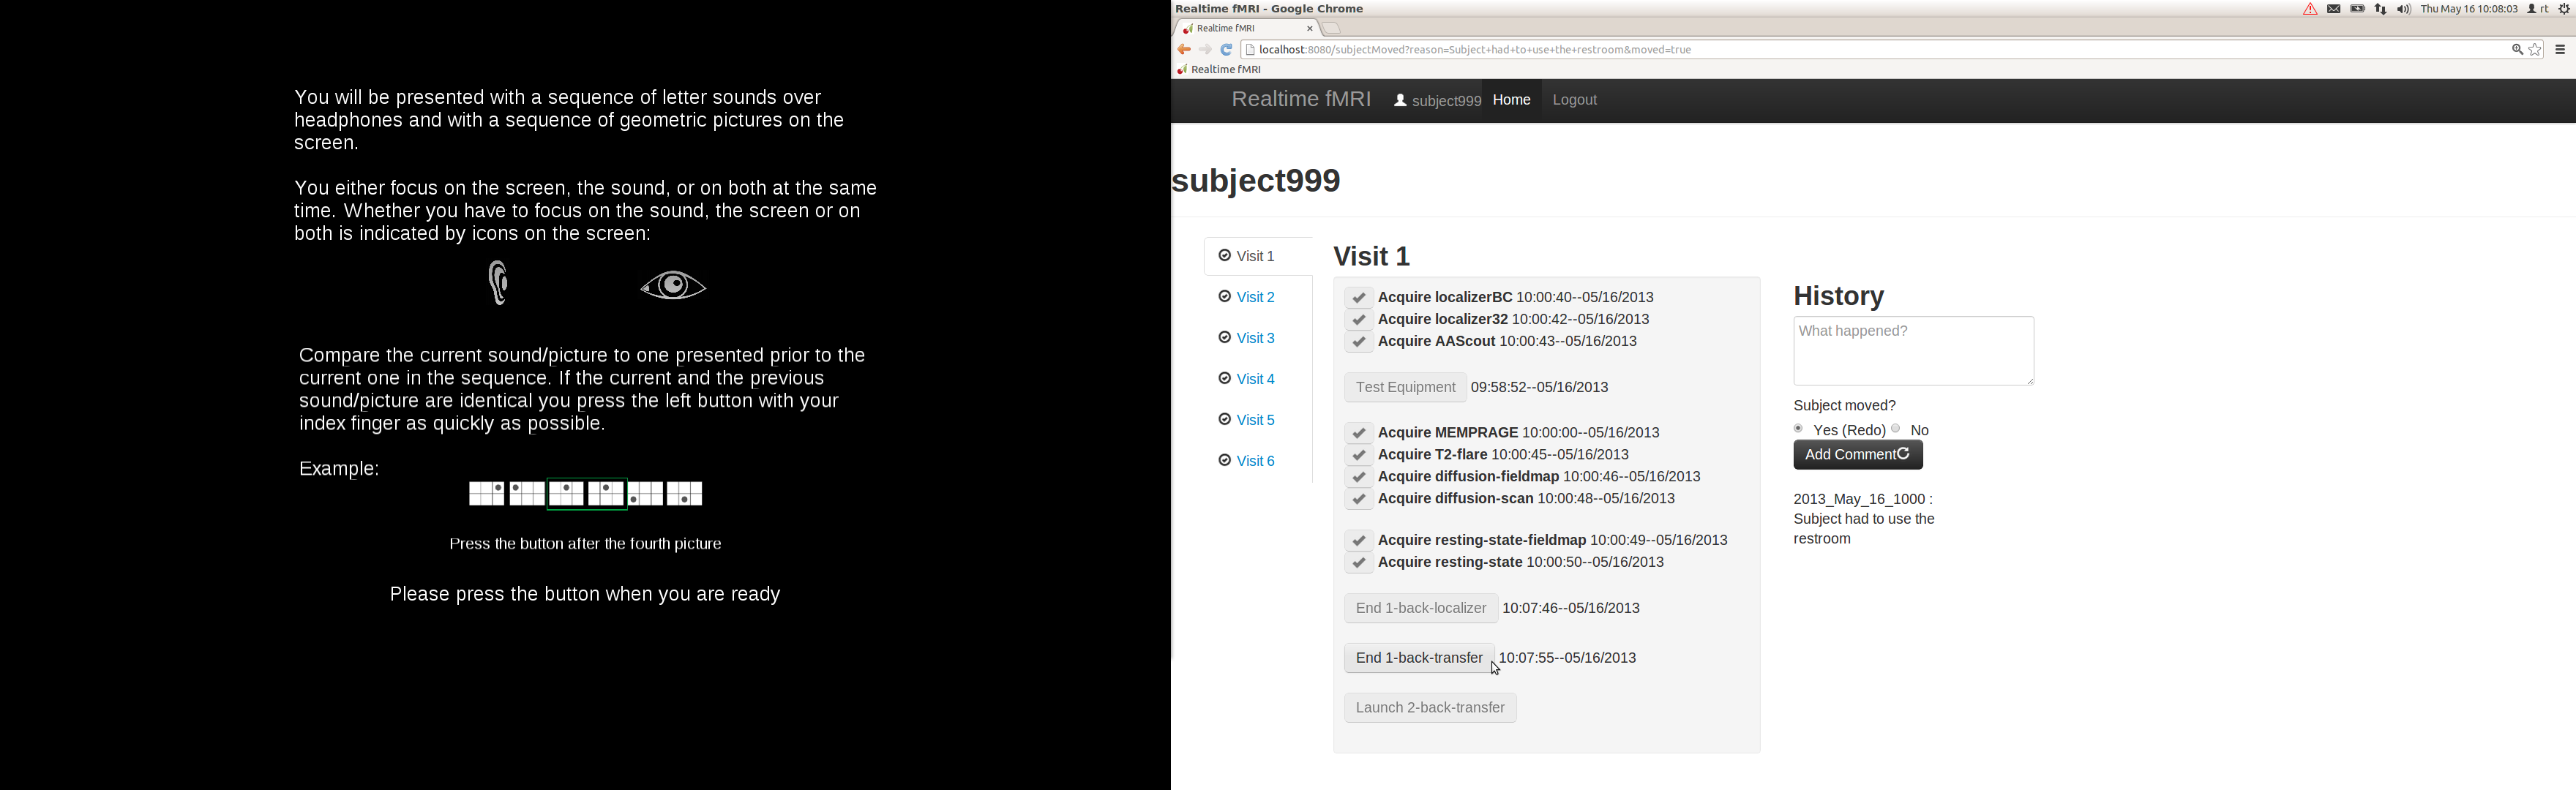 You will be presented with a sequence of letter sounds over
headphones and with a sequence of geometric pictures on the
screen.
You either focus on the screen, the sound, or on both at the same
time. Whether you have to focus on the sound, the screen or on
both is indicated by icons on the screen:
Compare the current sound/picture to one presented prior to the
current one in the sequence. If the current and the previous
sound/picture are identical you press the left button with your
index finger as quickly as possible.
Example:
Press the button after the fourth picture
Please press the button when you are ready
Realtime fMRI - Google Chrome
Thu May 16 10:08:03 rt
Realtime fMRI
localhost:8080/subjectMoved?reason=Subject+had+to+use+the+restroom&moved=true
Realtime fMRI
Realtime fMRI subject999 Home Logout
subject999
Visit 1
Visit 2
Visit 3
Visit 4
Visit 5
Visit 6
Visit 1
Acquire localizerBC 10:00:40--05/16/2013
Acquire localizer32 10:00:42--05/16/2013
Acquire AAScout 10:00:43--05/16/2013
Test Equipment 09:58:52--05/16/2013
Acquire MEMPRAGE 10:00:00--05/16/2013
Acquire T2-flare 10:00:45--05/16/2013
Acquire diffusion-fieldmap 10:00:46--05/16/2013
Acquire diffusion-scan 10:00:48--05/16/2013
Acquire resting-state-fieldmap 10:00:49--05/16/2013
Acquire resting-state 10:00:50--05/16/2013
End 1-back-localizer 10:07:46--05/16/2013
End 1-back-transfer 10:07:55--05/16/2013
Launch 2-back-transfer
History
What happened?
Subject moved?
Yes (Redo) No
Add Comment
2013_May_16_1000 :
Subject had to use the
restroom